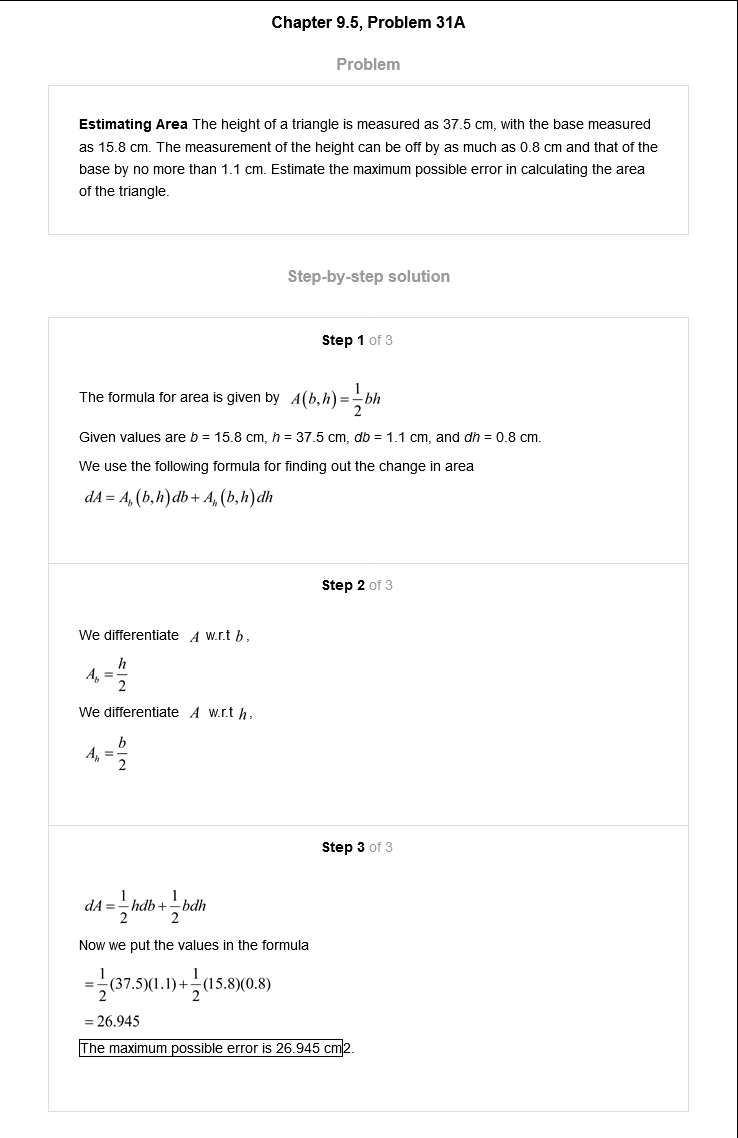 Chapter 9.5, Problem 31A
Problem
Estimating Area The height of a triangle is measured as 37.5 cm, with the base measured
as 15.8 cm. The measurement of the height can be off by as much as 0.8 cm and that of the
base by no more than 1.1 cm. Estimate the maximum possible error in calculating the area
of the triangle.
Step-by-step solution
Step 1 of 3
The formula for area is given by A(b,h)=1/2 bh
Given values are b = 15.8 cm, h = 37.5 cm, db = 1.1 cm, and dh = 0.8 cm.
We use the following formula for finding out the change in area
dA = A_b(b,h)db + A_h(b,h)dh
Step 2 of 3
We differentiate A w.r.t b,
A_b = h/2
We differentiate A w.r.t h,
A_h = b/2
Step 3 of 3
dA = 1/2 hdb + 1/2 bdh
Now we put the values in the formula
= 1/2 (37.5)(1.1) + 1/2 (15.8)(0.8)
= 26.945
The maximum possible error is 26.945 cm2.